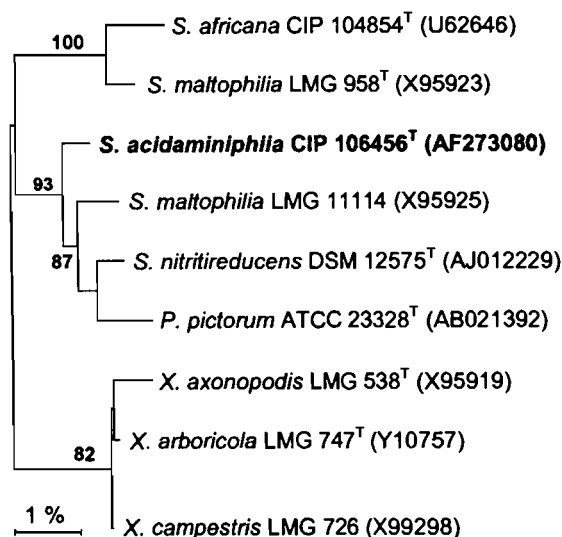 S. africana CIP 104854ᵀ (U62646)
100
S. maltophilia LMG 958ᵀ (X95923)
S. acidaminiphila CIP 106456ᵀ (AF273080)
93
S. maltophilia LMG 11114 (X95925)
87
S. nitritireducens DSM 12575ᵀ (AJ012229)
P. pictorum ATCC 23328ᵀ (AB021392)
X. axonopodis LMG 538ᵀ (X95919)
X. arboricola LMG 747ᵀ (Y10757)
82
X. campestris LMG 726 (X99298)
1 %